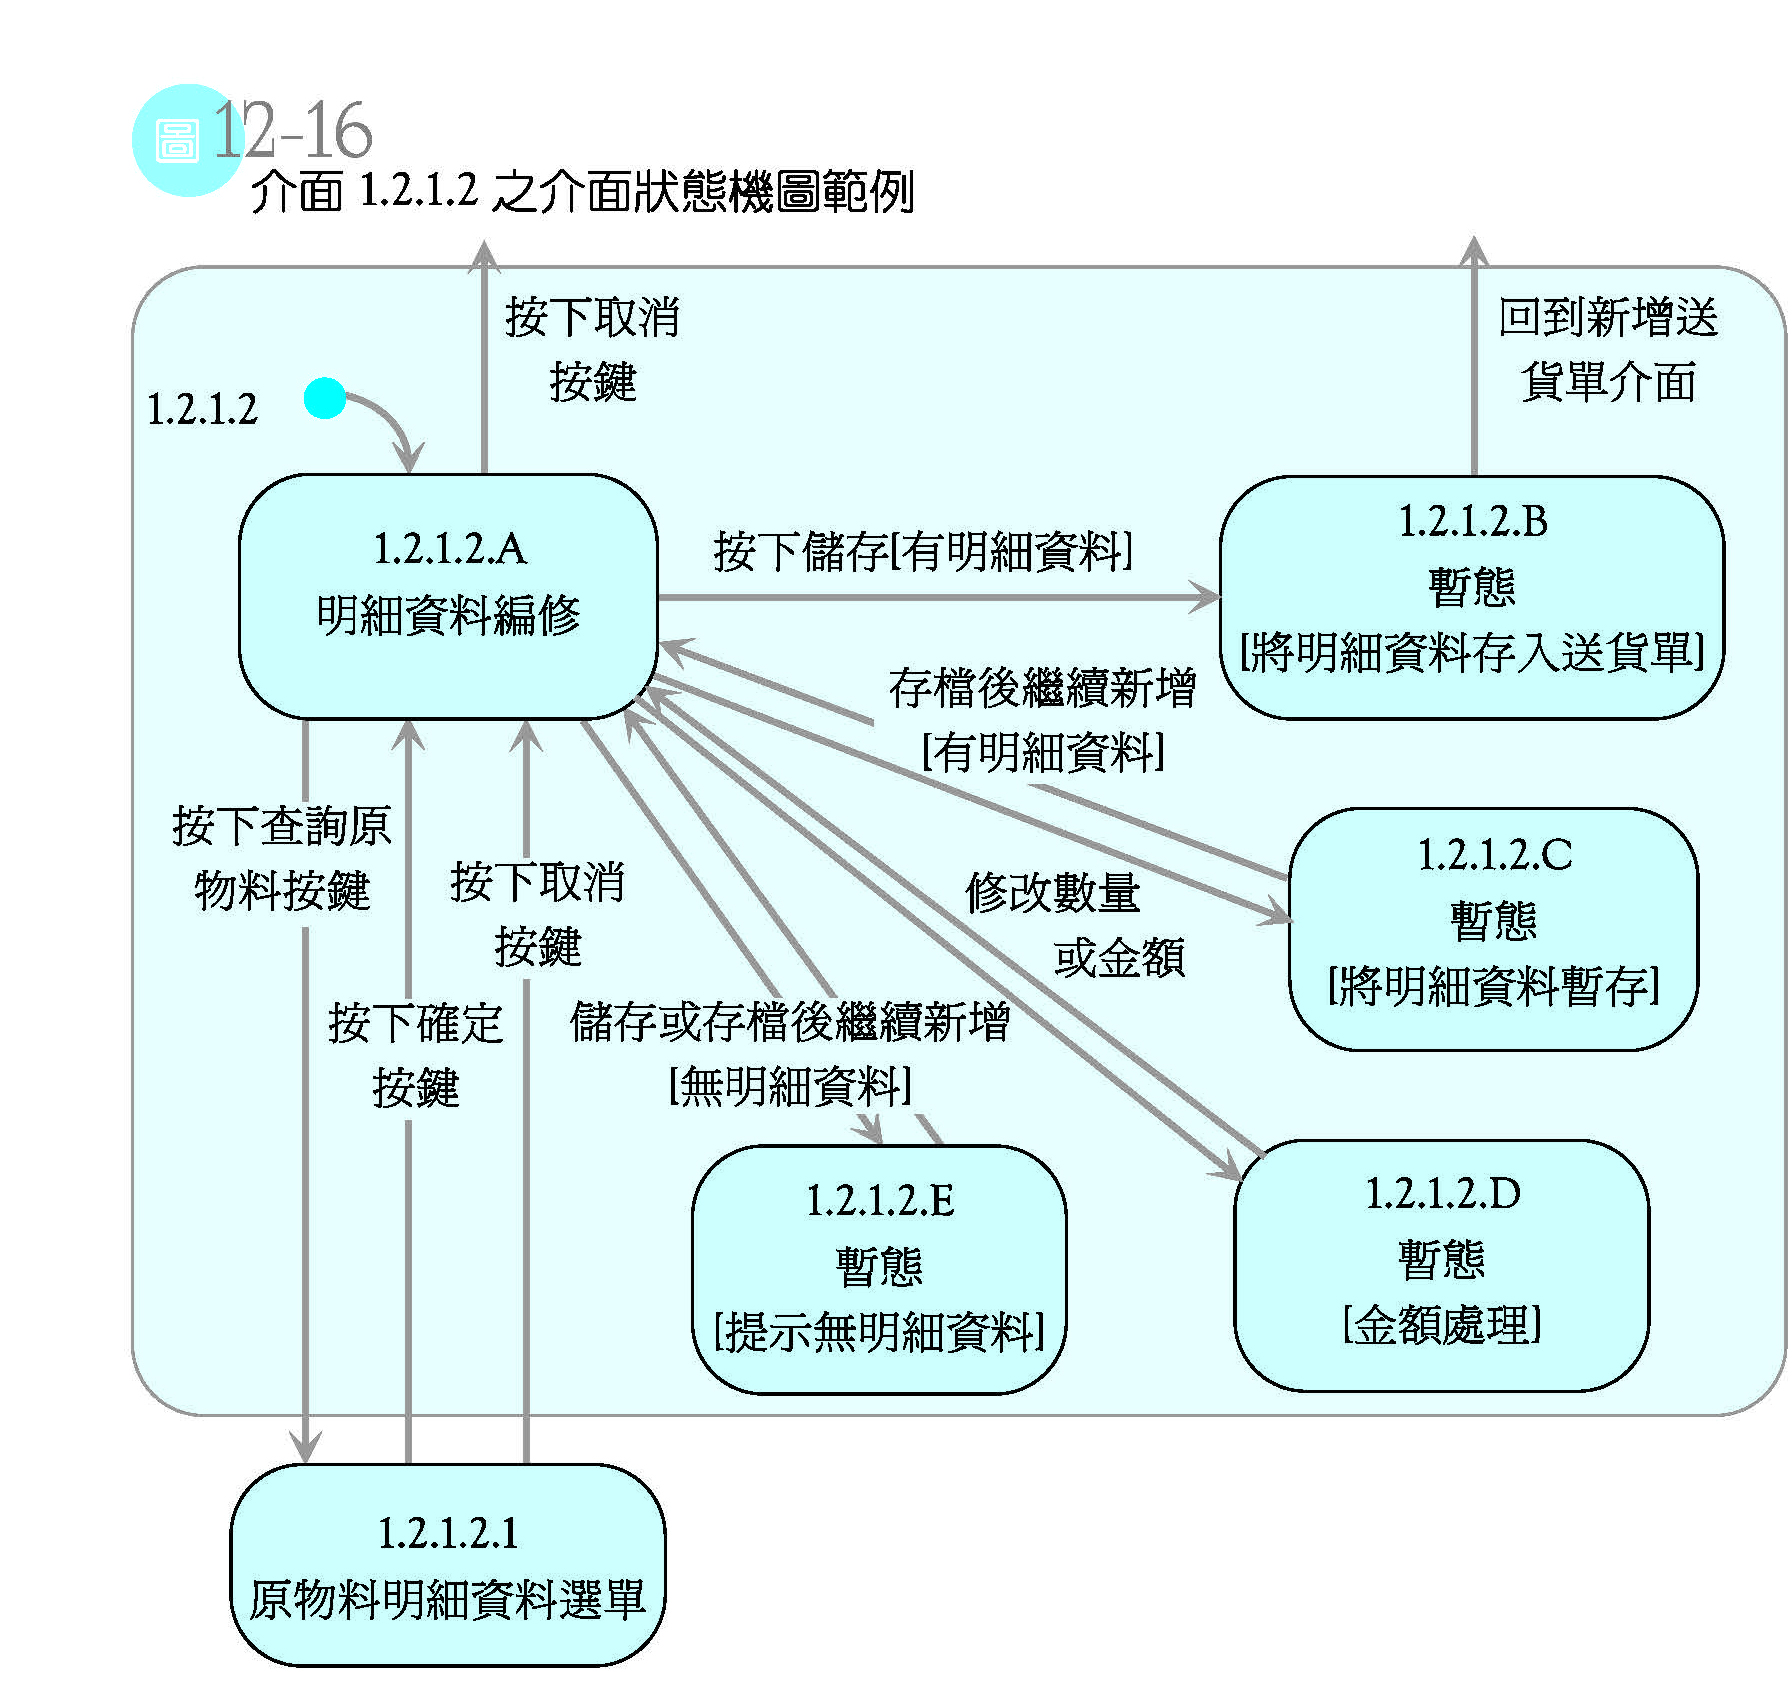 圖 12-16
介面 1.2.1.2 之介面狀態機圖範例
按下取消
按鍵
回到新增送
貨單介面
1.2.1.2
1.2.1.2.A
明細資料編修
按下儲存[有明細資料]
1.2.1.2.B
暫態
[將明細資料存入送貨單]
存檔後繼續新增
[有明細資料]
按下查詢原
物料按鍵
按下取消
按鍵
按下確定
按鍵
修改數量
或金額
1.2.1.2.C
暫態
[將明細資料暫存]
儲存或存檔後繼續新增
[無明細資料]
1.2.1.2.E
暫態
[提示無明細資料]
1.2.1.2.D
暫態
[金額處理]
1.2.1.2.1
原物料明細資料選單